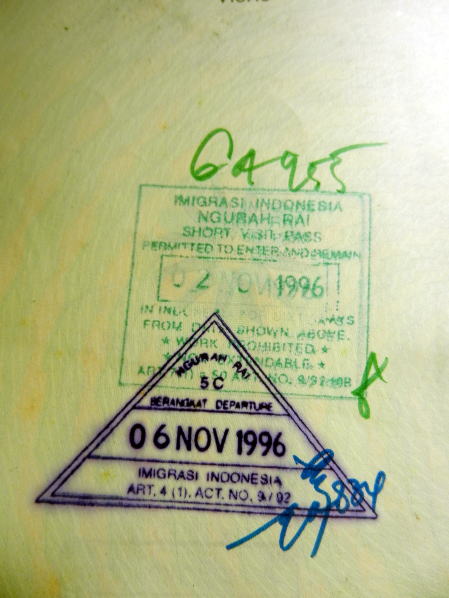 GA 955
IMIGRASI INDONESIA
NGURAH RAI
SHORT VISIT PASS
PERMITTED TO ENTER AND REMAIN
02 NOV 1996
FROM DATE SHOWN ABOVE.
* WORK PROHIBITED *
NGURAH RAI
5C
BERANGKAT DEPARTURE
06 NOV 1996
IMIGRASI INDONESIA
ART. 4 (1). ACT. NO. 9/92